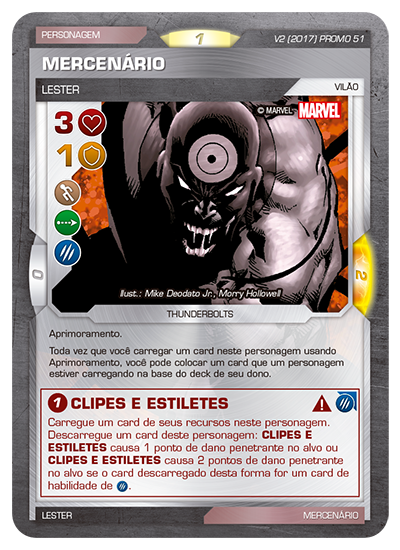 PERSONAGEM
1
V2 (2017) PROMO 51
MERCENÁRIO
LESTER
VILÃO
3
© MARVEL MARVEL
1
0
2
Ilust.: Mike Deodato Jr., Morry Hollowell
THUNDERBOLTS
Aprimoramento.
Toda vez que você carregar um card neste personagem usando
Aprimoramento, você pode colocar um card que um personagem
estiver carregando na base do deck de seu dono.
1 CLIPES E ESTILETES
Carregue um card de seus recursos neste personagem.
Descarregue um card deste personagem: CLIPES E
ESTILETES causa 1 ponto de dano penetrante no alvo ou
CLIPES E ESTILETES causa 2 pontos de dano penetrante
no alvo se o card descarregado desta forma for um card de
habilidade de .
LESTER
MERCENÁRIO